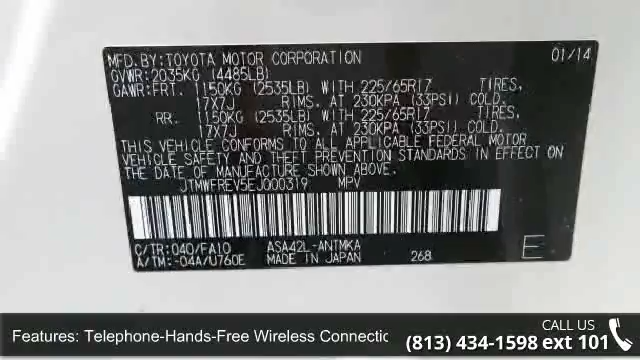 MFD. BY: TOYOTA MOTOR CORPORATION 01/14
GVWR: 2035KG (4485LB)
GAWR: FRT. 1150KG (2535LB) WITH 225/65R17 TIRES,
17X7J RIMS, AT 230KPA (33PSI) COLD.
RR. 1150KG (2535LB) WITH 225/65R17 TIRES,
17X7J RIMS, AT 230KPA (33PSI) COLD.
THIS VEHICLE CONFORMS TO ALL APPLICABLE FEDERAL MOTOR
VEHICLE SAFETY AND THEFT PREVENTION STANDARDS IN EFFECT ON
THE DATE OF MANUFACTURE SHOWN ABOVE.
JTMWFREV5EJ000319 MPV
C/TR: 040/FA10 ASA42L-ANTMKA
A/TM: -04A/U760E MADE IN JAPAN 268 E
Features: Telephone-Hands-Free Wireless Connectio
CALL US
(813) 434-1598 ext 101